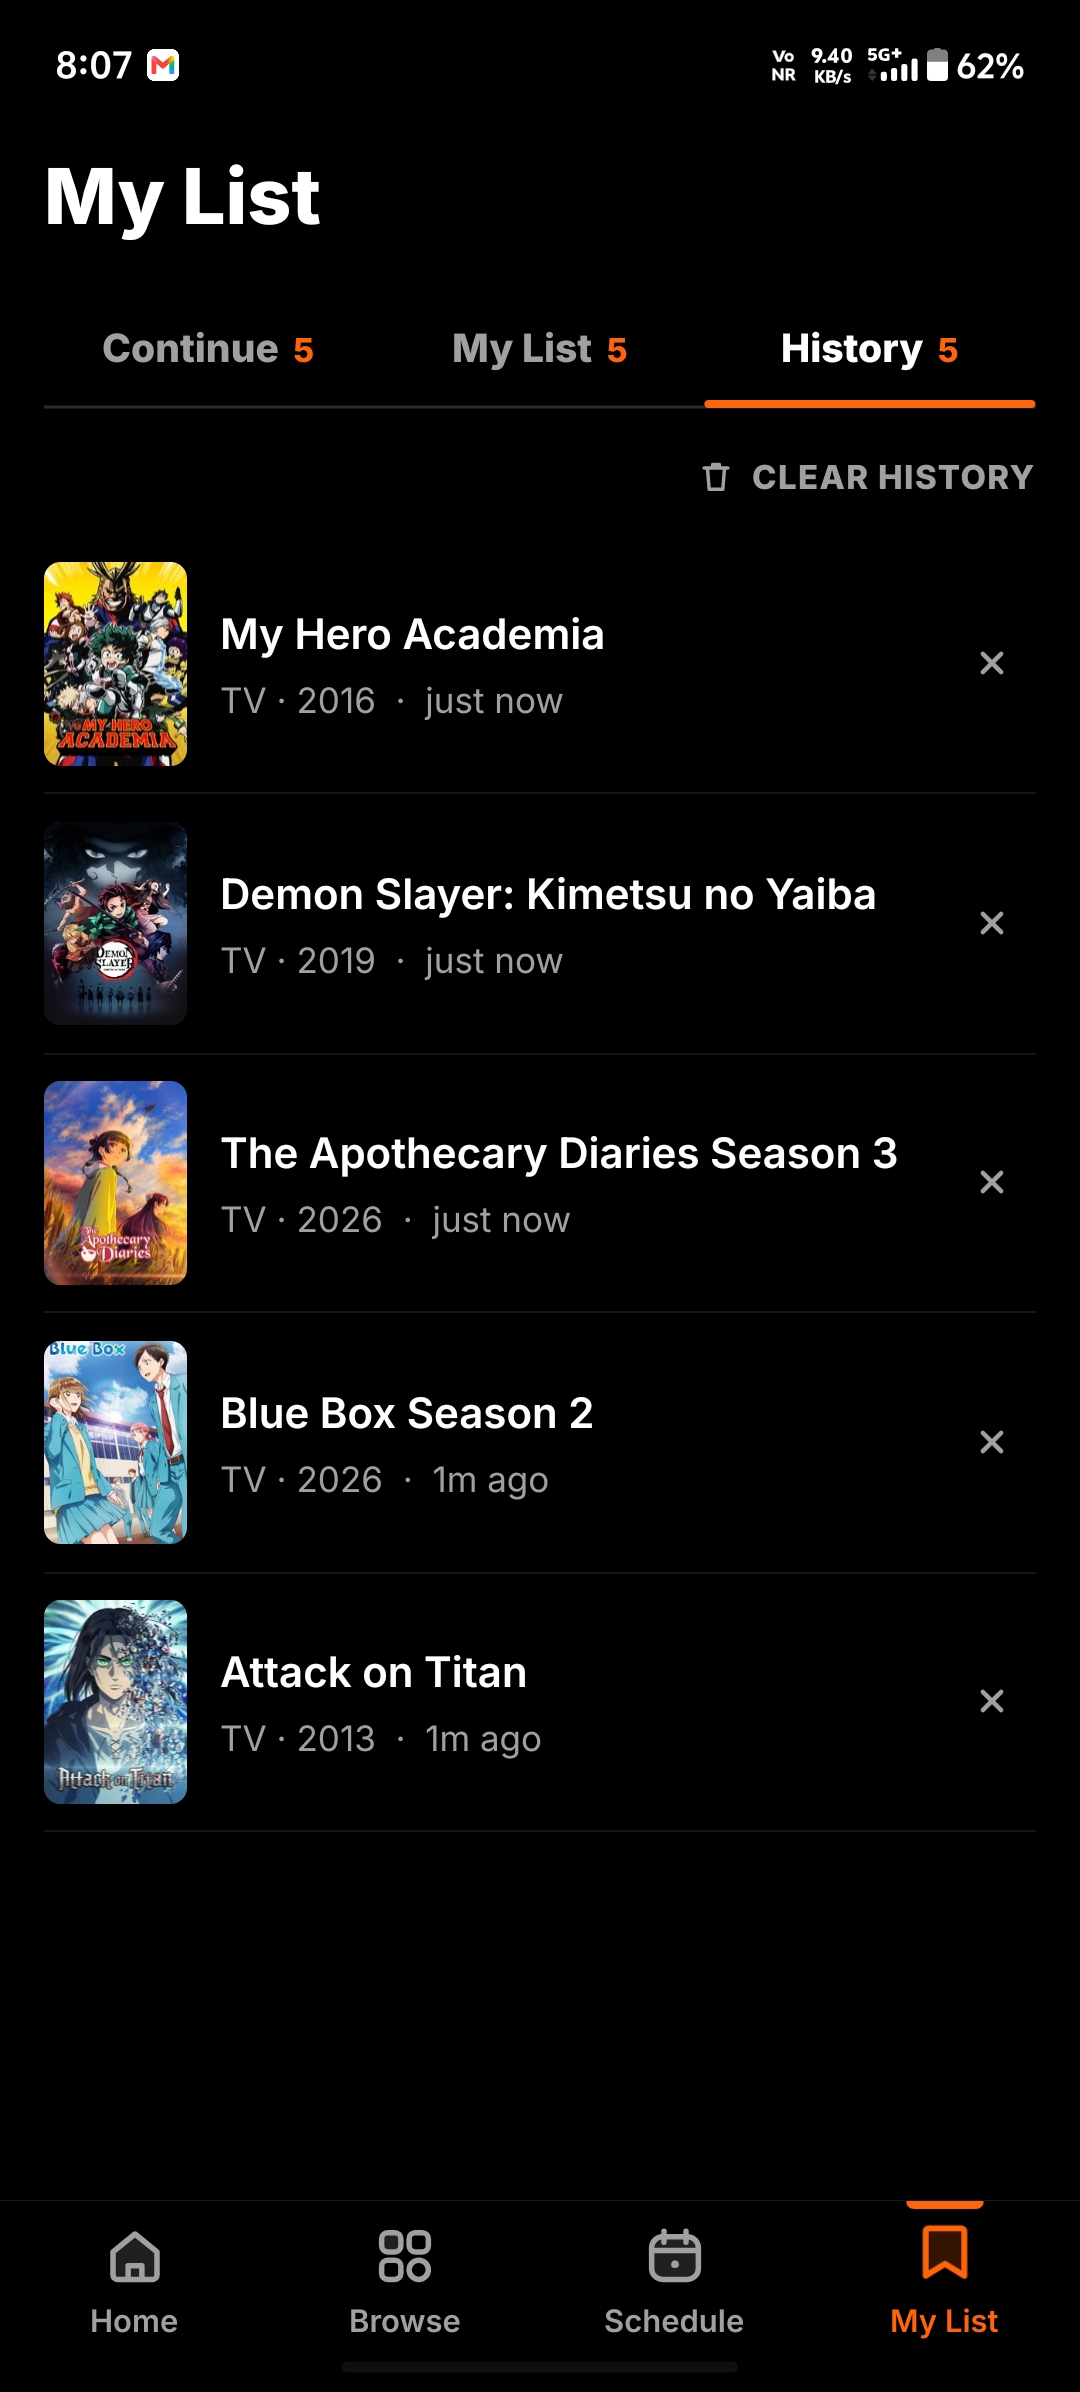 8:07
Vo NR 9.40 KB/s 5G+ 62%
My List
Continue 5 My List 5 History 5
CLEAR HISTORY
MY HERO ACADEMIA
My Hero Academia
TV · 2016 · just now
DEMON SLAYER
Demon Slayer: Kimetsu no Yaiba
TV · 2019 · just now
The Apothecary Diaries
The Apothecary Diaries Season 3
TV · 2026 · just now
Blue Box
Blue Box Season 2
TV · 2026 · 1m ago
Attack on Titan
Attack on Titan
TV · 2013 · 1m ago
Home Browse Schedule My List